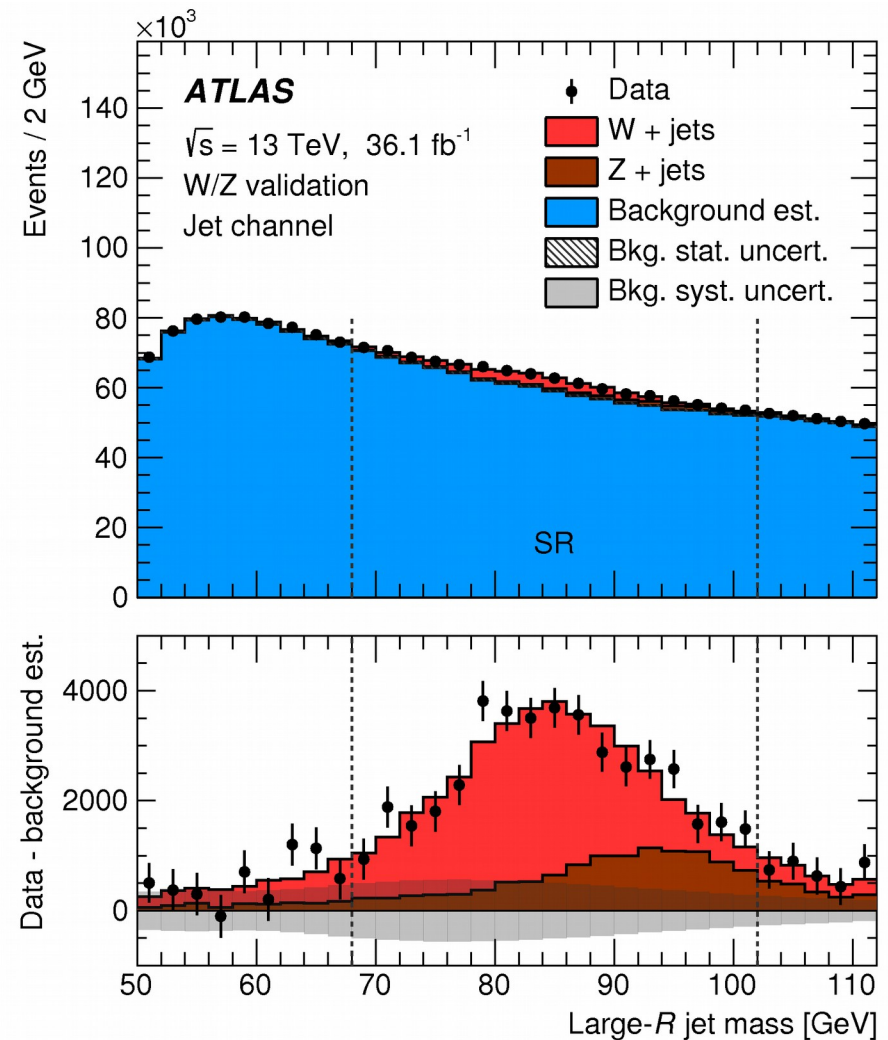 ×10³
Events / 2 GeV
140
120
100
80
60
40
20
0
ATLAS
√s = 13 TeV, 36.1 fb⁻¹
W/Z validation
Jet channel
Data
W + jets
Z + jets
Background est.
Bkg. stat. uncert.
Bkg. syst. uncert.
SR
Data - background est.
4000
2000
0
50 60 70 80 90 100 110
Large-R jet mass [GeV]